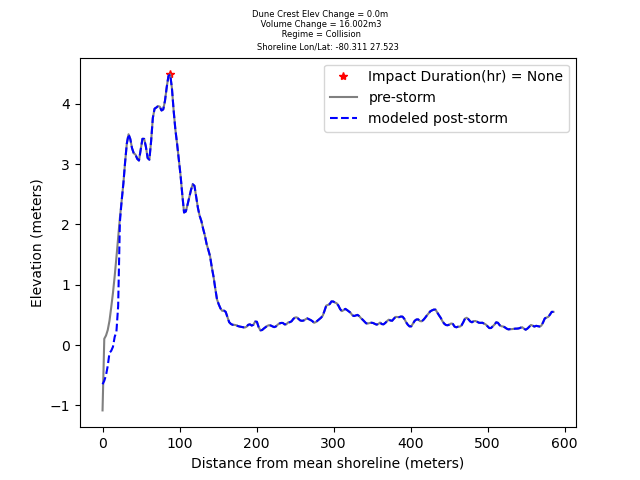 Dune Crest Elev Change = 0.0m
Volume Change = 16.002m3
Regime = Collision
Shoreline Lon/Lat: -80.311 27.523
Impact Duration(hr) = None
pre-storm
modeled post-storm
Elevation (meters)
4
3
2
1
0
−1
0 100 200 300 400 500 600
Distance from mean shoreline (meters)